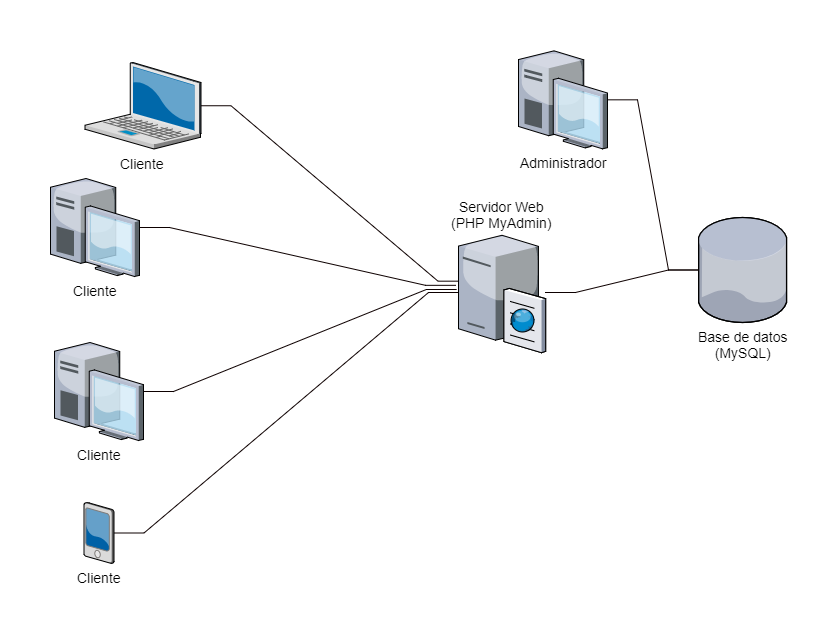 Cliente
Administrador
Servidor Web
(PHP MyAdmin)
Cliente
Base de datos
(MySQL)
Cliente
Cliente